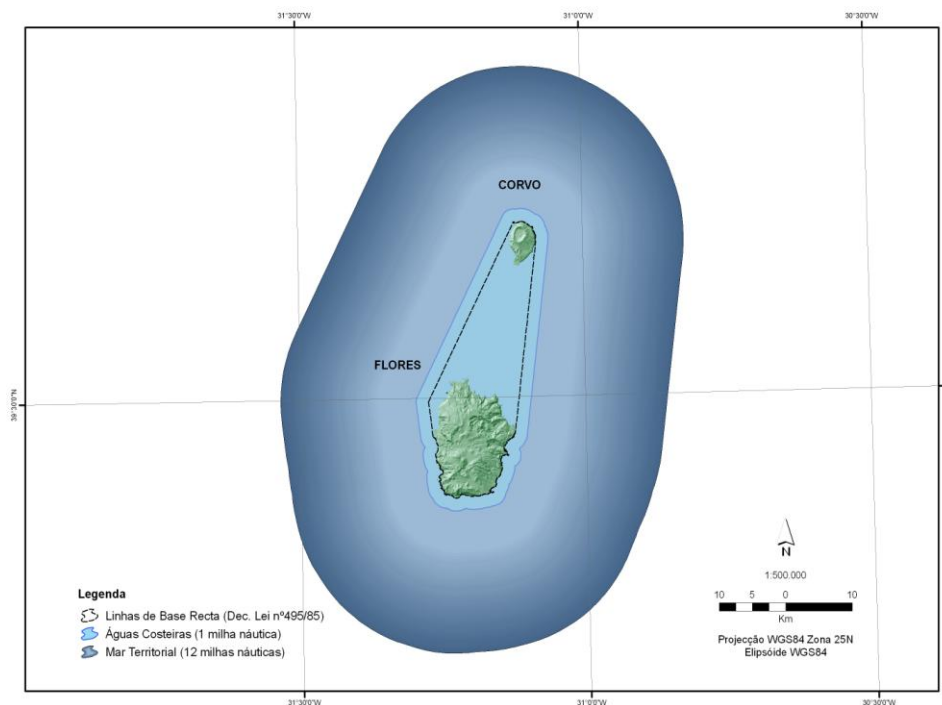 31°30'0"W
31°0'0"W
30°30'0"W
CORVO
FLORES
39°30'0"N
N
1:500.000
10 5 0 10
Km
Projecção WGS84 Zona 25N
Elipsóide WGS84
Legenda
Linhas de Base Recta (Dec. Lei nº495/85)
Águas Costeiras (1 milha náutica)
Mar Territorial (12 milhas náuticas)
31°30'0"W
31°0'0"W
30°30'0"W